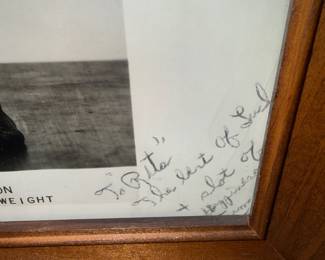 ON
WEIGHT
To "Rita",
The best of Luck
+ alot of
Happiness